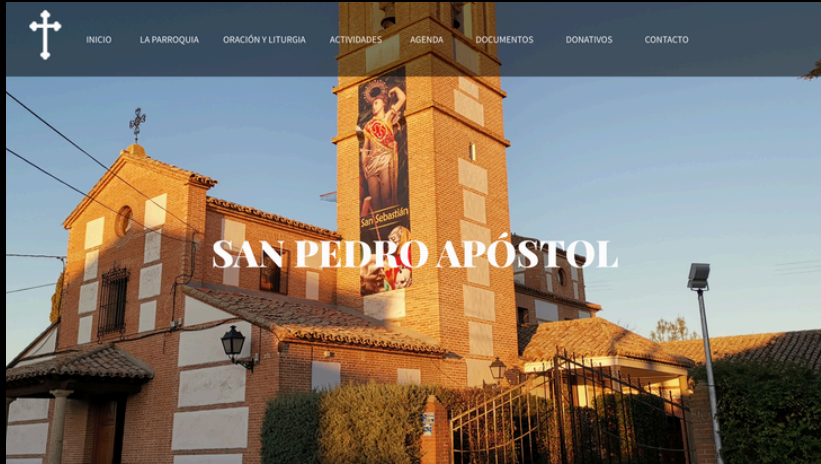 INICIO LA PARROQUIA ORACIÓN Y LITURGIA ACTIVIDADES AGENDA DOCUMENTOS DONATIVOS CONTACTO
San Sebastián
SAN PEDRO APÓSTOL